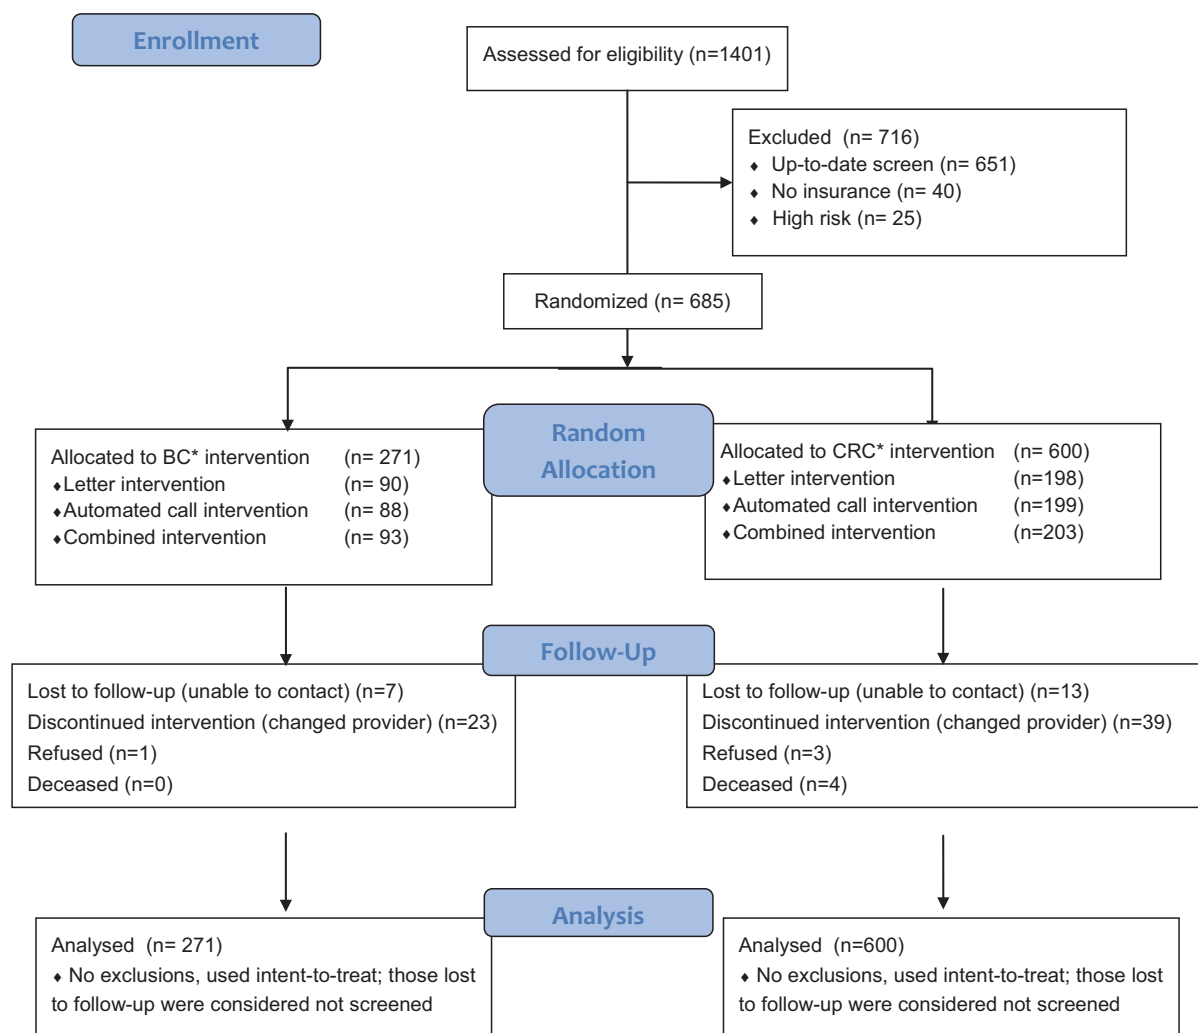 Enrollment
Assessed for eligibility (n=1401)
Excluded (n= 716)
♦ Up-to-date screen (n= 651)
♦ No insurance (n= 40)
♦ High risk (n= 25)
Randomized (n= 685)
Random
Allocation
Allocated to BC* intervention (n= 271)
♦Letter intervention (n= 90)
♦Automated call intervention (n= 88)
♦Combined intervention (n= 93)
Allocated to CRC* intervention (n= 600)
♦Letter intervention (n=198)
♦Automated call intervention (n=199)
♦Combined intervention (n=203)
Follow-Up
Lost to follow-up (unable to contact) (n=7)
Discontinued intervention (changed provider) (n=23)
Refused (n=1)
Deceased (n=0)
Lost to follow-up (unable to contact) (n=13)
Discontinued intervention (changed provider) (n=39)
Refused (n=3)
Deceased (n=4)
Analysis
Analysed (n= 271)
♦ No exclusions, used intent-to-treat; those lost
to follow-up were considered not screened
Analysed (n=600)
♦ No exclusions, used intent-to-treat; those lost
to follow-up were considered not screened